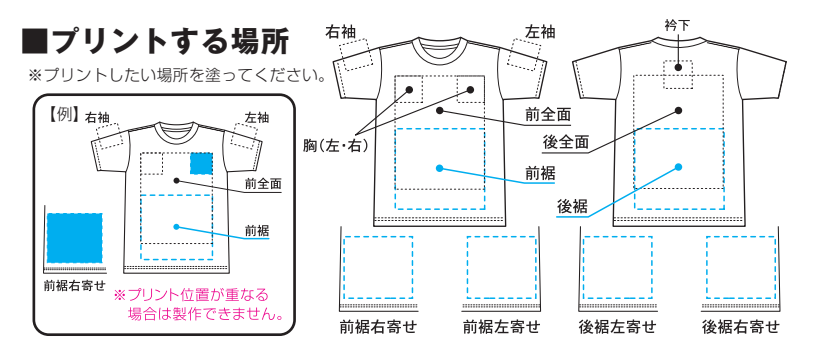 ■プリントする場所
※プリントしたい場所を塗ってください。
【例】
右袖
左袖
前全面
前裾
前裾右寄せ
※プリント位置が重なる
場合は製作できません。
右袖
左袖
胸（左・右）
前全面
前裾
衿下
後全面
後裾
前裾右寄せ
前裾左寄せ
後裾左寄せ
後裾右寄せ